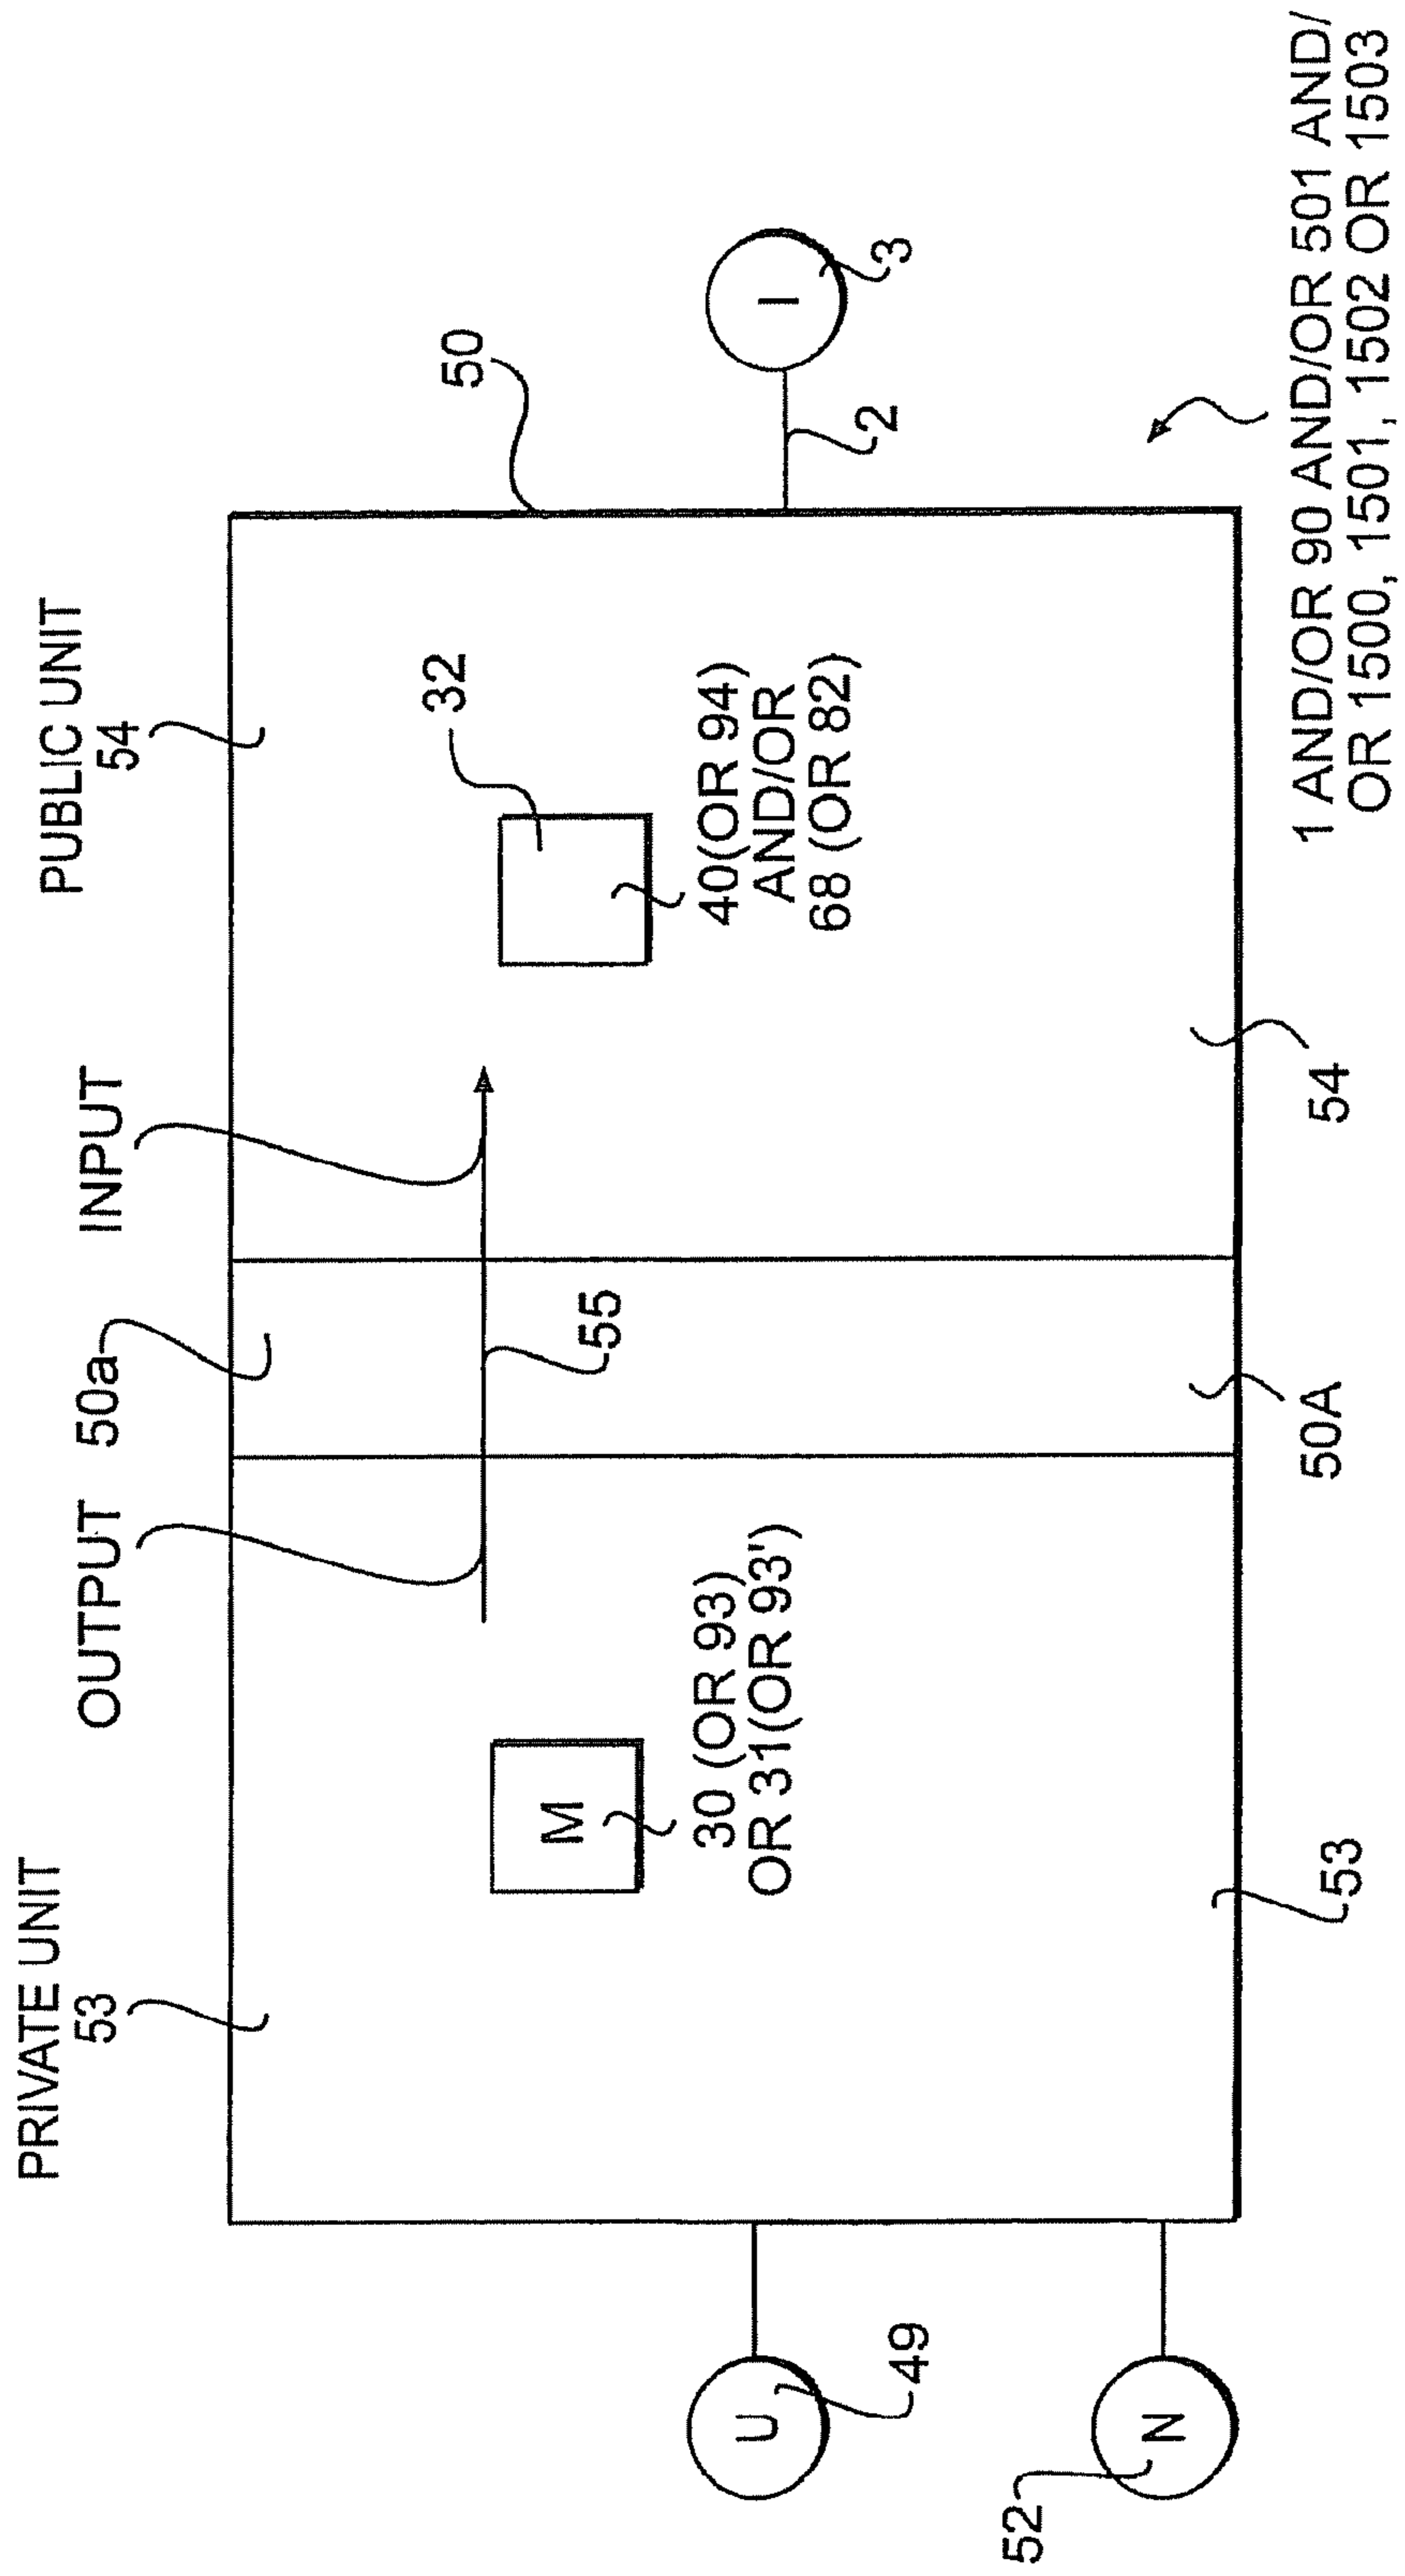 PRIVATE UNIT
53
OUTPUT
50a
INPUT
PUBLIC UNIT
54
50
32
M
30 (OR 93)
OR 31(OR 93')
55
40(OR 94)
AND/OR
68 (OR 82)
U
49
I
3
2
N
52
53
50A
54
1 AND/OR 90 AND/OR 501 AND/
OR 1500, 1501, 1502 OR 1503